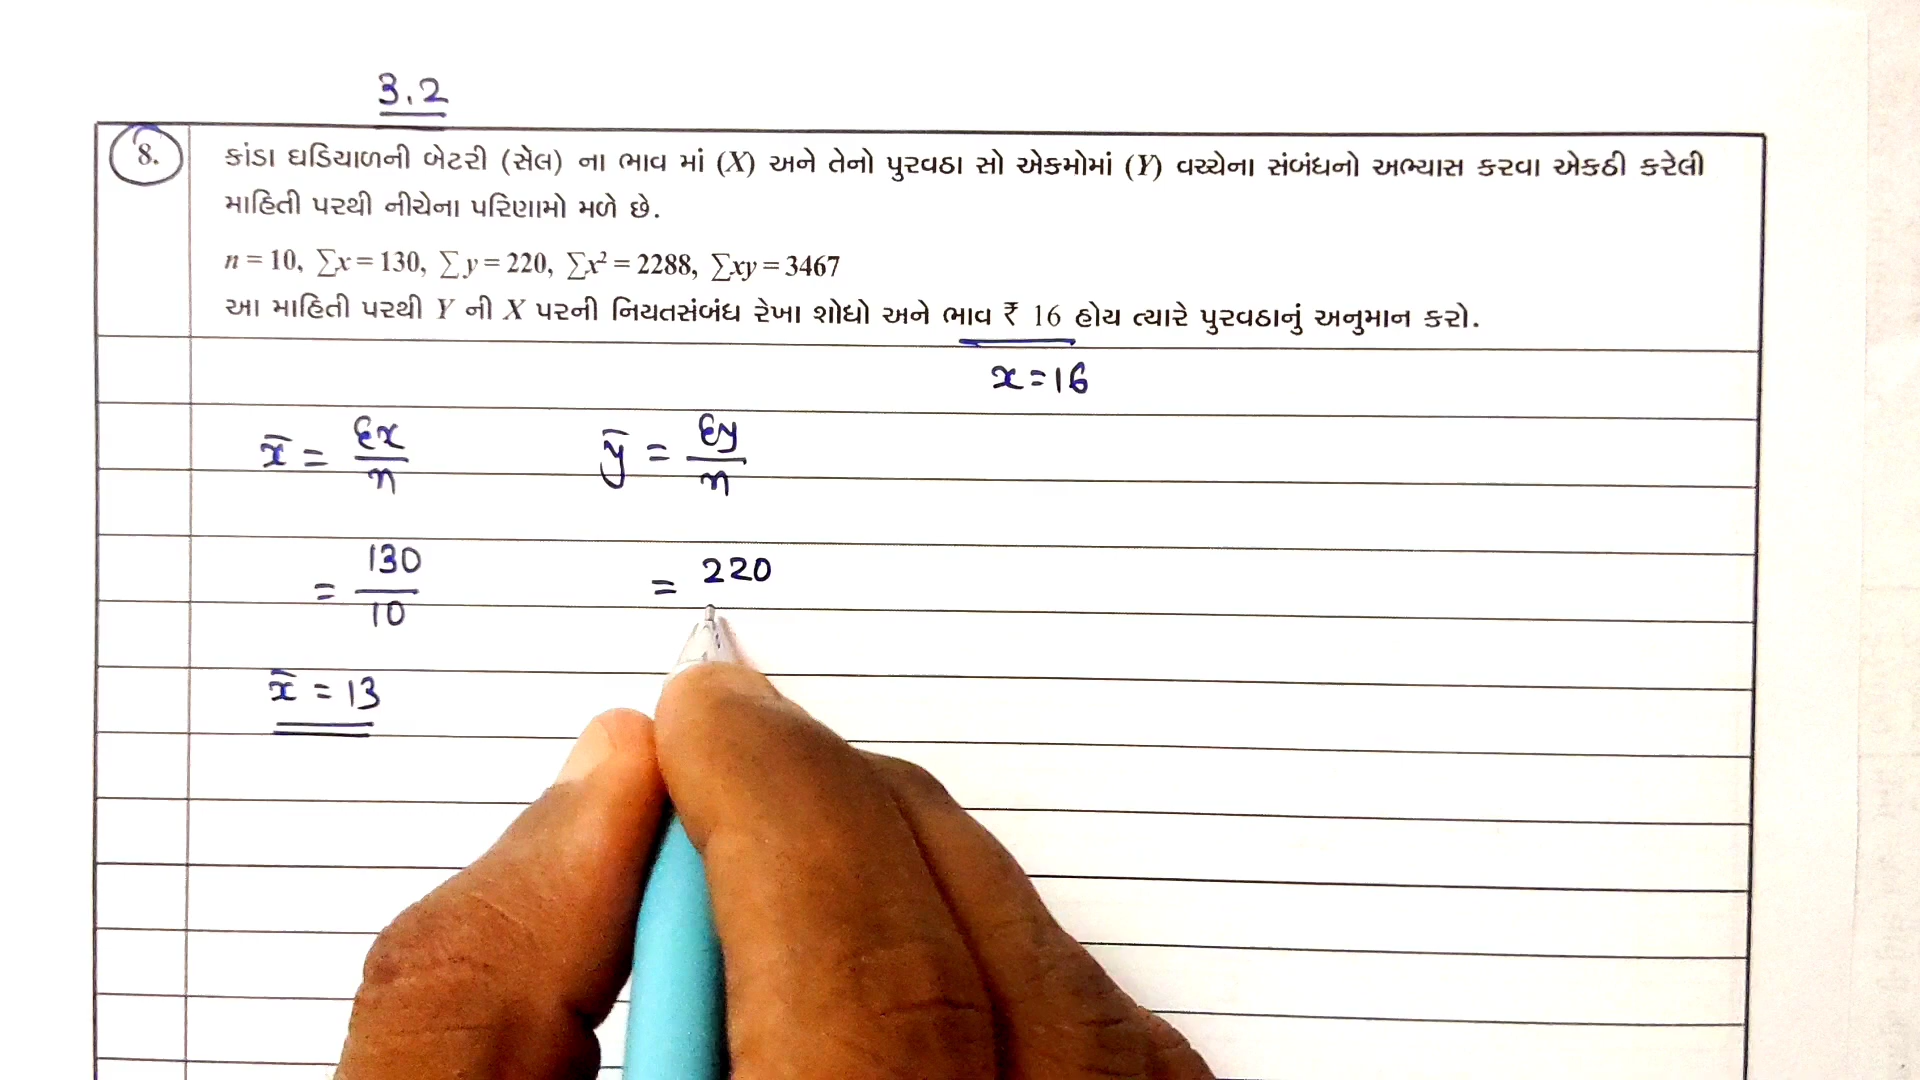 3.2
8. કાંડા ઘડિયાળની બેટરી (સેલ) ના ભાવ માં (X) અને તેનો પુરવઠા સો એકમોમાં (Y) વચ્ચેના સંબંધનો અભ્યાસ કરવા એકઠી કરેલી
માહિતી પરથી નીચેના પરિણામો મળે છે.
n = 10, ∑x = 130, ∑y = 220, ∑x² = 2288, ∑xy = 3467
આ માહિતી પરથી Y ની X પરની નિયતસંબંધ રેખા શોધો અને ભાવ ₹ 16 હોય ત્યારે પુરવઠાનું અનુમાન કરો.
x = 16
x̄ = Σx / n ȳ = Σy / n
= 130 / 10 = 220
x̄ = 13